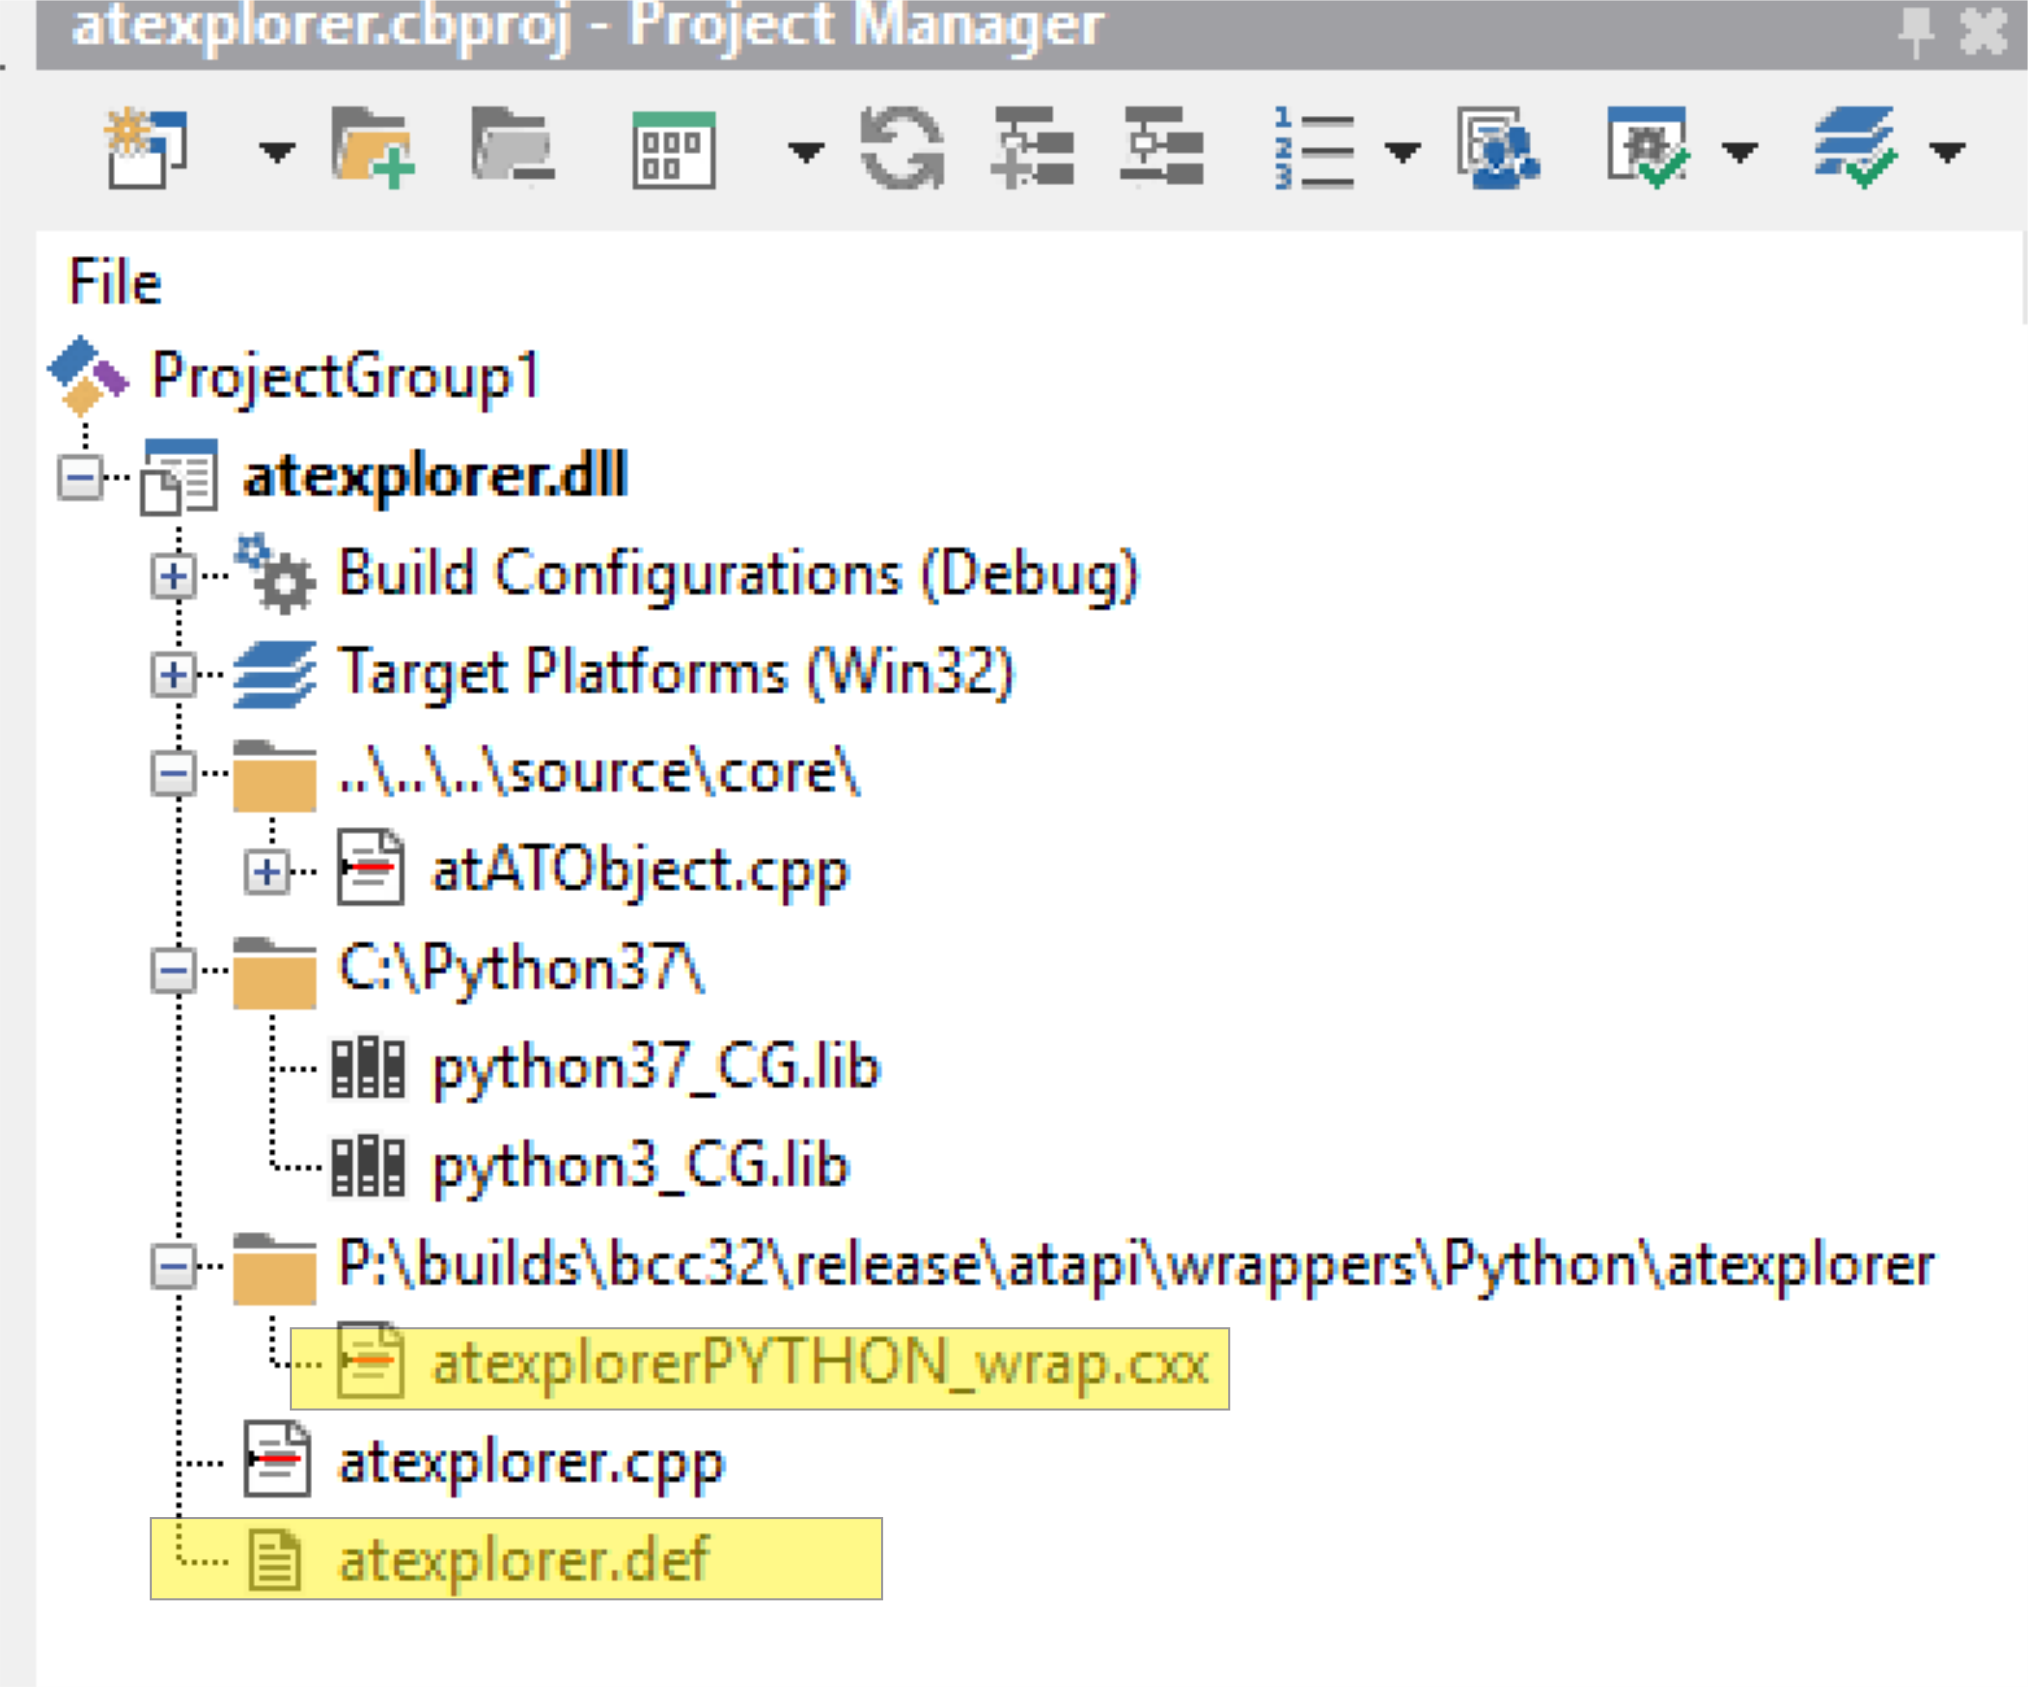 atexplorer.cbproj - Project Manager
File
ProjectGroup1
atexplorer.dll
Build Configurations (Debug)
Target Platforms (Win32)
..\..\..\source\core\
atATObject.cpp
C:\Python37\
python37_CG.lib
python3_CG.lib
P:\builds\bcc32\release\atapi\wrappers\Python\atexplorer
atexplorerPYTHON_wrap.cxx
atexplorer.cpp
atexplorer.def